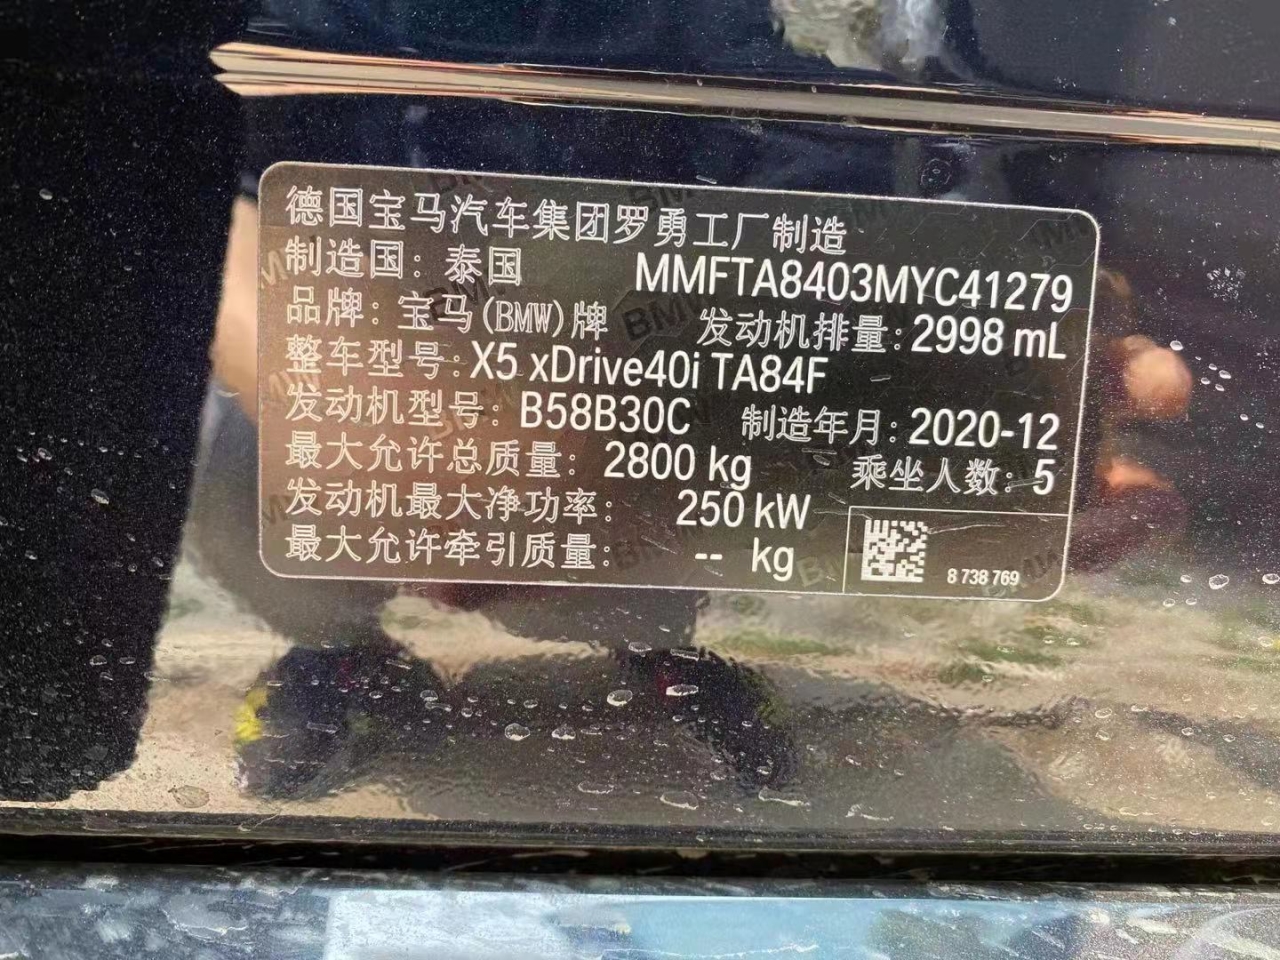 德国宝马汽车集团罗勇工厂制造
制造国：泰国 MMFTA8403MYC41279
品牌：宝马(BMW)牌 发动机排量：2998 mL
整车型号：X5 xDrive40i TA84F
发动机型号：B58B30C 制造年月：2020-12
最大允许总质量：2800 kg 乘坐人数：5
发动机最大净功率：250 kW
最大允许牵引质量：-- kg
8 738 769